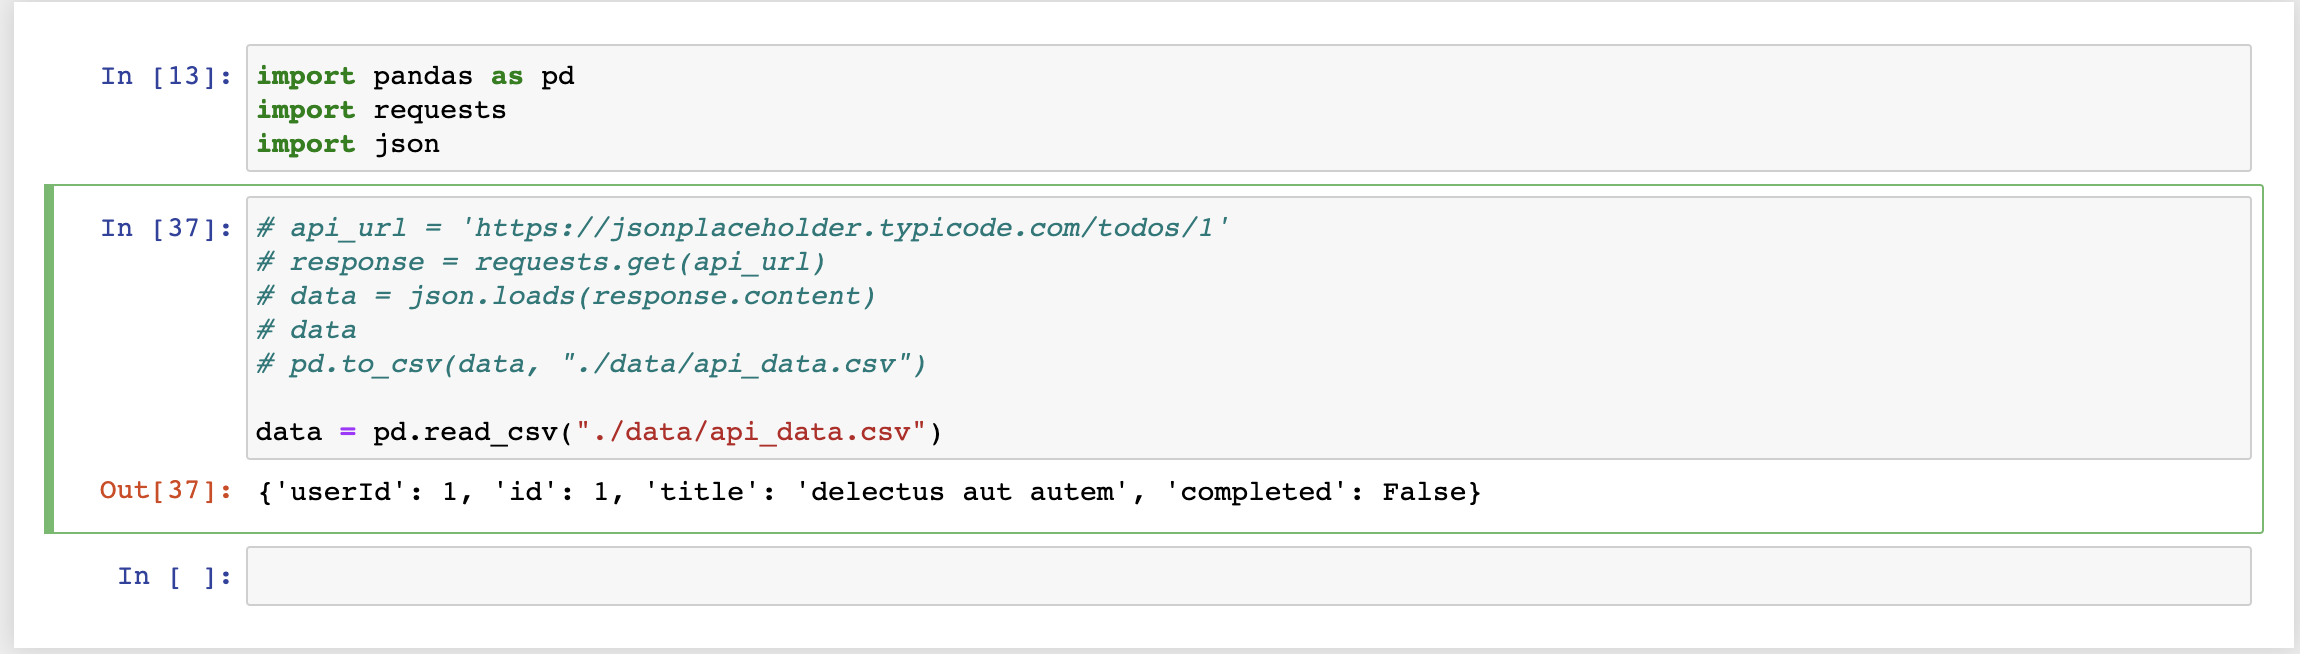 In [13]: import pandas as pd
import requests
import json
In [37]: # api_url = 'https://jsonplaceholder.typicode.com/todos/1'
# response = requests.get(api_url)
# data = json.loads(response.content)
# data
# pd.to_csv(data, "./data/api_data.csv")
data = pd.read_csv("./data/api_data.csv")
Out[37]: {'userId': 1, 'id': 1, 'title': 'delectus aut autem', 'completed': False}
In [ ]: